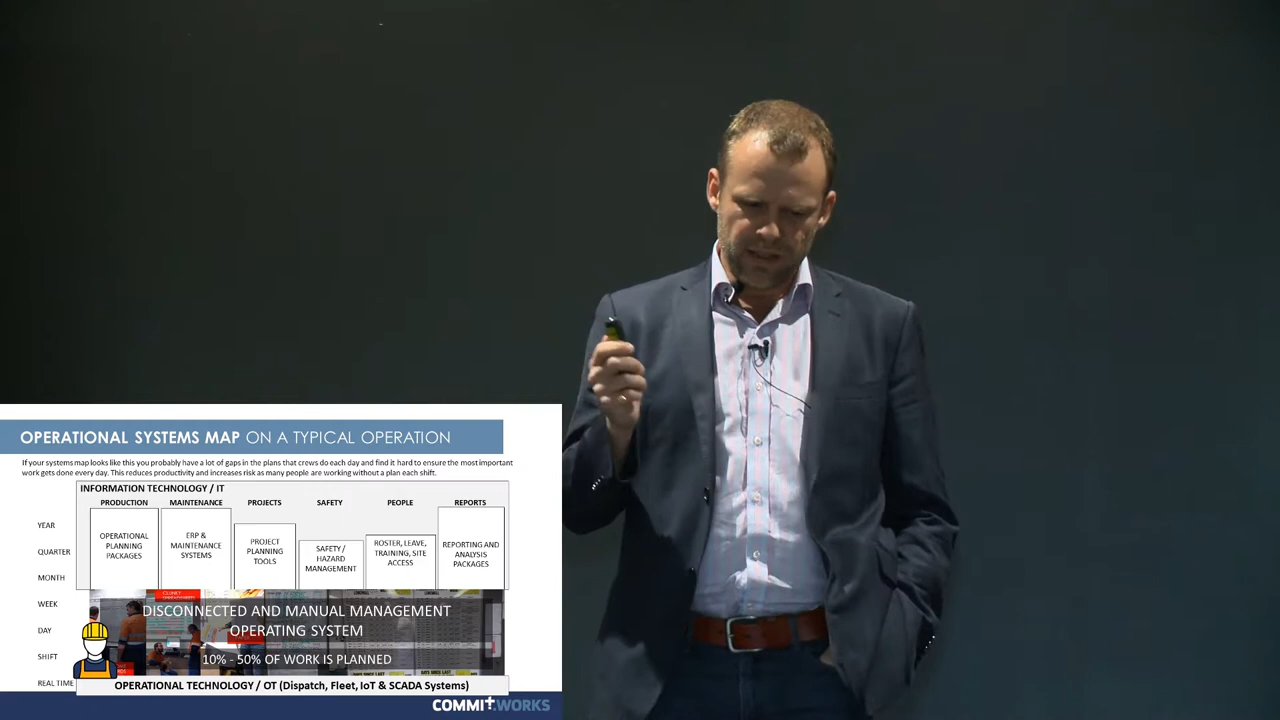 OPERATIONAL SYSTEMS MAP ON A TYPICAL OPERATION
If your systems map looks like this you probably have a lot of gaps in the plans that crews do each day and find it hard to ensure the most important
work gets done every day. This reduces productivity and increases risk as many people are working without a plan each shift.
INFORMATION TECHNOLOGY / IT
PRODUCTION MAINTENANCE PROJECTS SAFETY PEOPLE REPORTS
YEAR
QUARTER
MONTH
WEEK
DAY
SHIFT
REAL TIME
OPERATIONAL
PLANNING
PACKAGES
ERP &
MAINTENANCE
SYSTEMS
PROJECT
PLANNING
TOOLS
SAFETY /
HAZARD
MANAGEMENT
ROSTER, LEAVE,
TRAINING, SITE
ACCESS
REPORTING AND
ANALYSIS
PACKAGES
CLUNKY
SPREADSHEETS
DISCONNECTED AND MANUAL MANAGEMENT
OPERATING SYSTEM
10% - 50% OF WORK IS PLANNED
DAYS SINCE LAST
OPERATIONAL TECHNOLOGY / OT (Dispatch, Fleet, IoT & SCADA Systems)
COMMIT WORKS